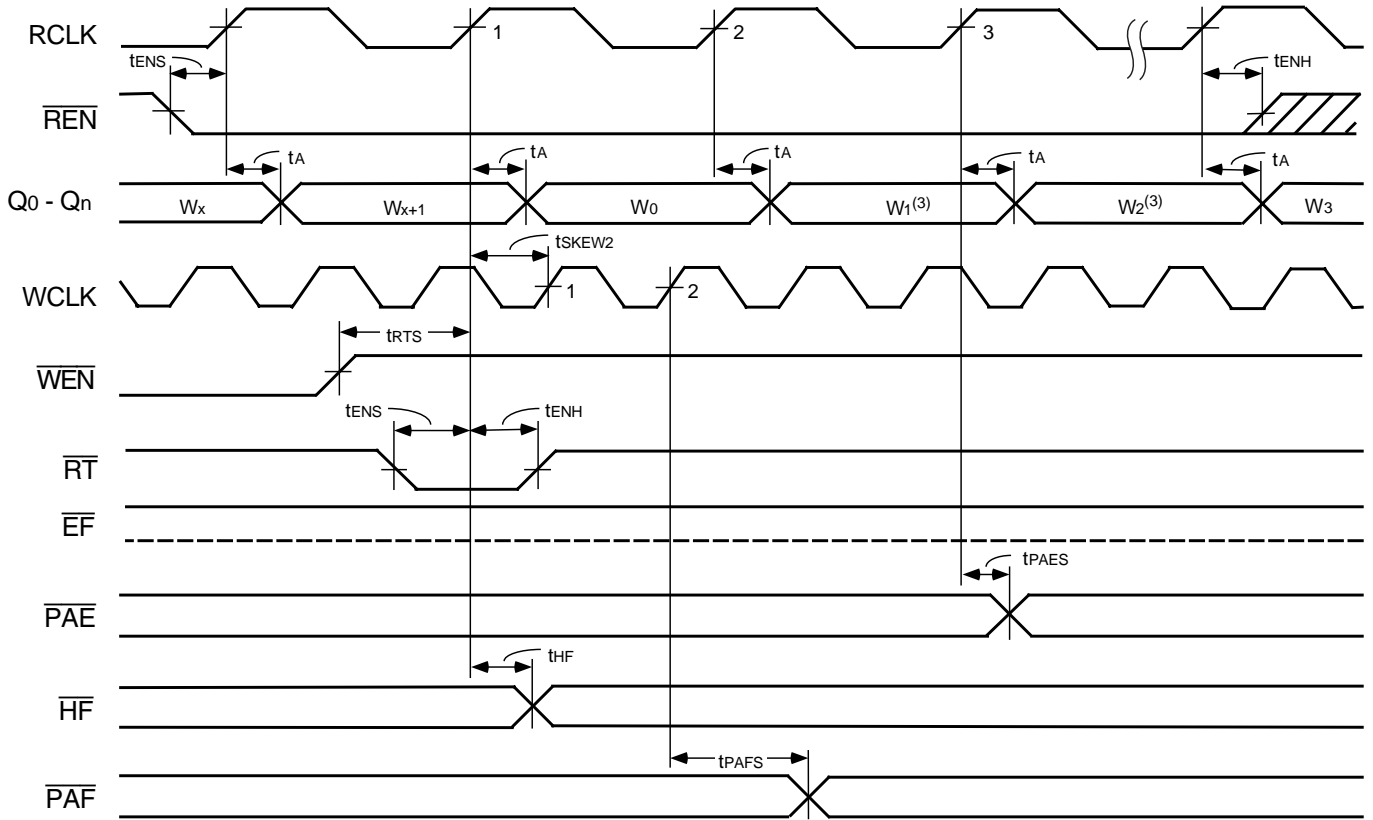 RCLK
1
2
3
tENS
tENH
REN
tA
tA
tA
tA
tA
Q0 - Qn
Wx
Wx+1
W0
W1(3)
W2(3)
W3
tSKEW2
WCLK
1
2
tRTS
WEN
tENS
tENH
RT
EF
tPAES
PAE
tHF
HF
tPAFS
PAF